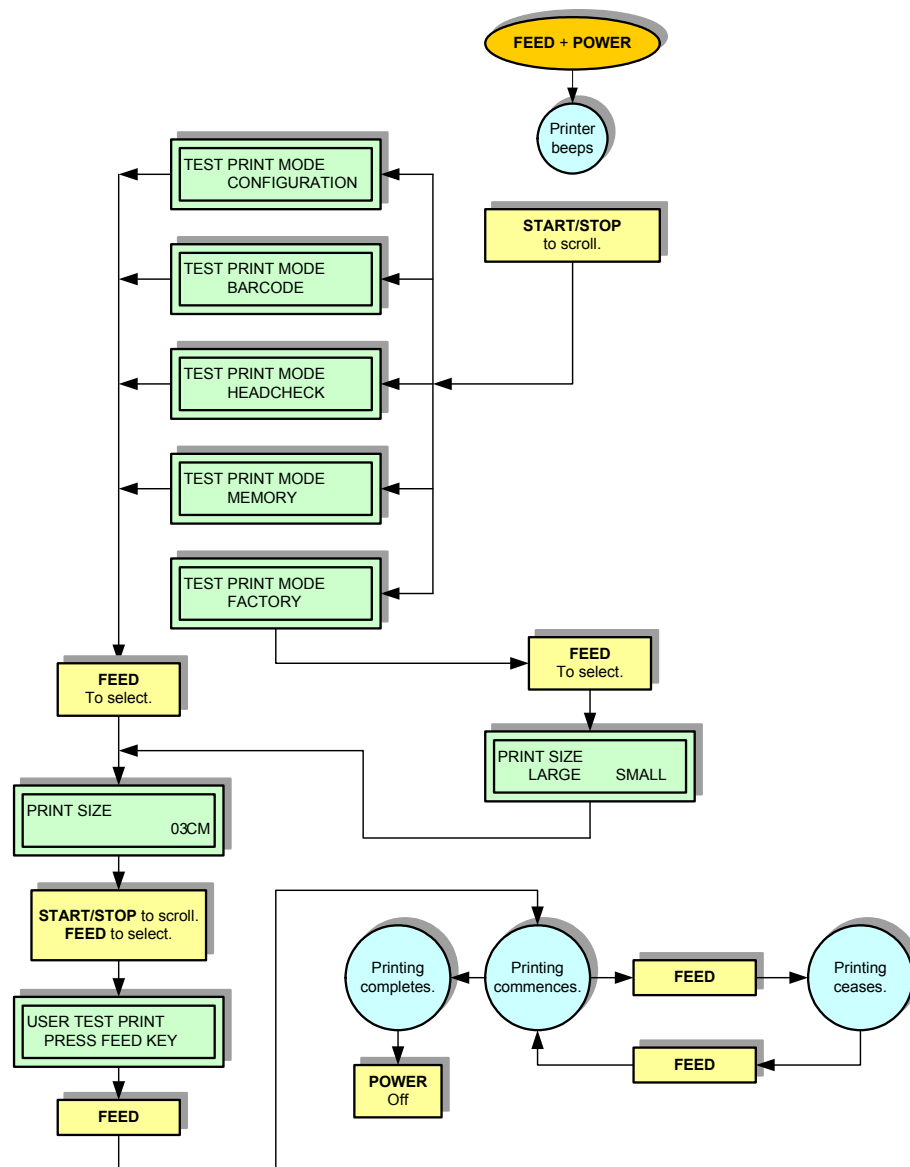 FEED + POWER
Printer
beeps
START/STOP
to scroll.
TEST PRINT MODE
CONFIGURATION
TEST PRINT MODE
BARCODE
TEST PRINT MODE
HEADCHECK
TEST PRINT MODE
MEMORY
TEST PRINT MODE
FACTORY
FEED
To select.
FEED
To select.
PRINT SIZE
LARGE SMALL
PRINT SIZE
03CM
START/STOP to scroll.
FEED to select.
USER TEST PRINT
PRESS FEED KEY
FEED
Printing
completes.
Printing
commences.
FEED
Printing
ceases.
FEED
POWER
Off